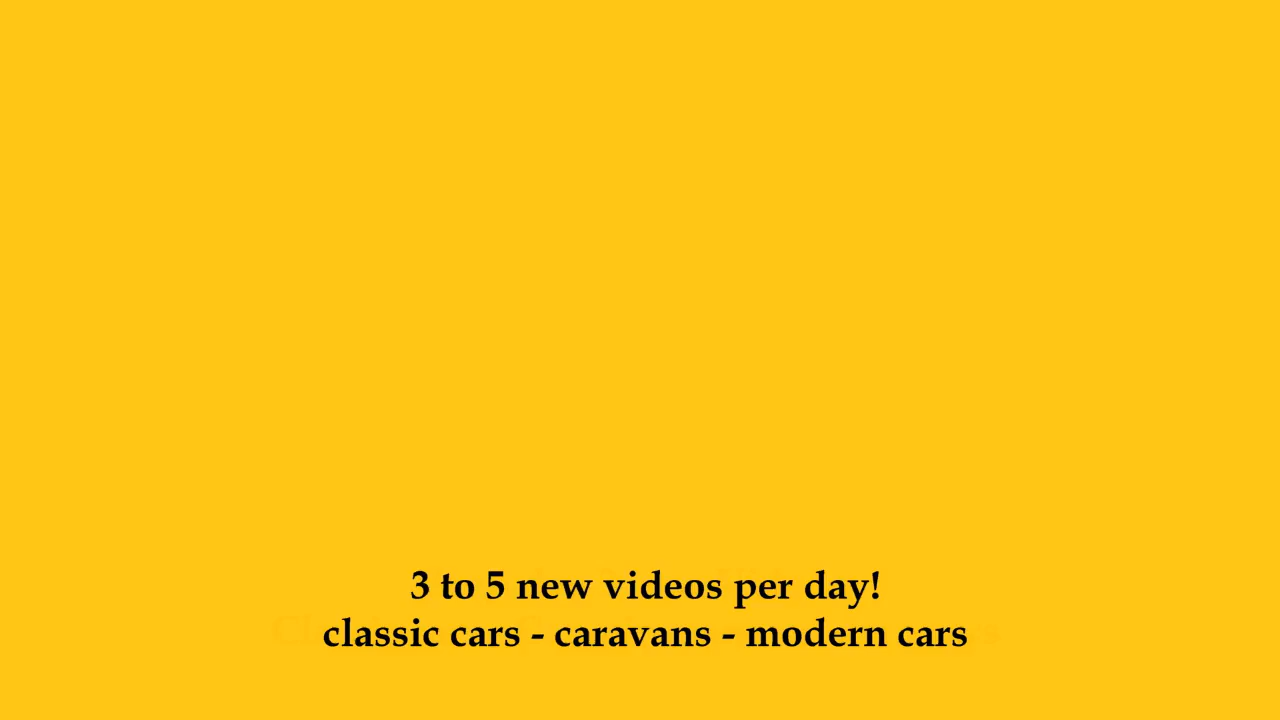 3 to 5 new videos per day!
classic cars - caravans - modern cars